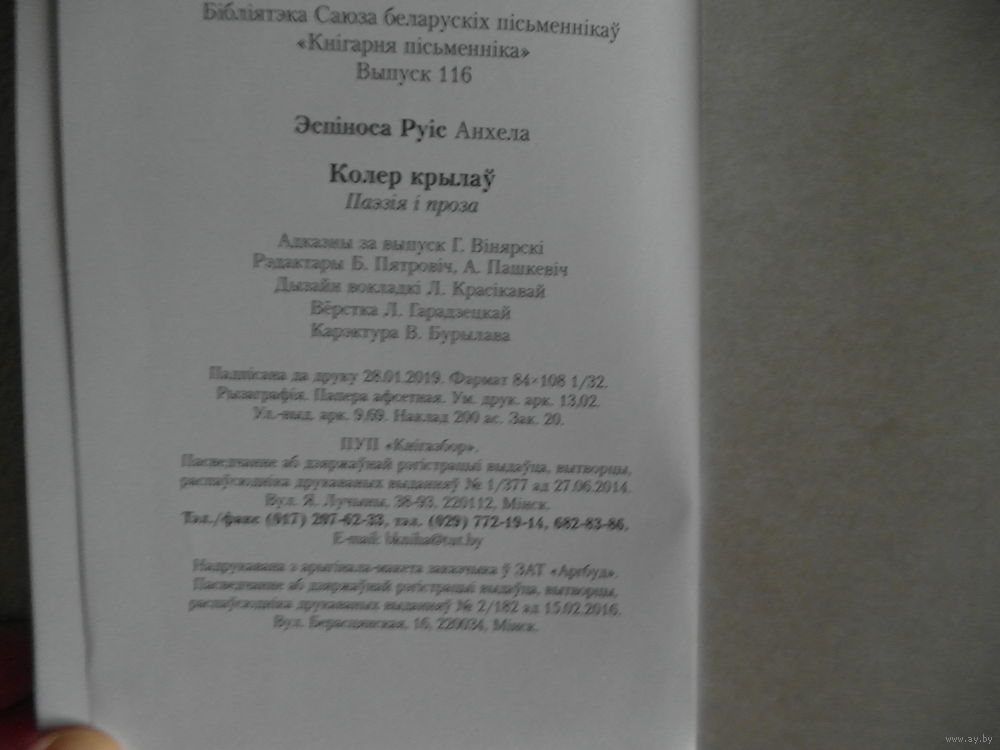 Бібліятэка Саюза беларускіх пісьменнікаў
«Кнігарня пісьменніка»
Выпуск 116
Эспіноса Руіс Анхела
Колер крылаў
Паэзія і проза
Адказны за выпуск Г. Вінярскі
Рэдактары Б. Пятровіч, А. Пашкевіч
Дызайн вокладкі Л. Красікавай
Вёрстка Л. Гарадзецкай
Карэктура В. Бурылава
Падпісана да друку 28.01.2019. Фармат 84×108 1/32.
Рызаграфія. Папера афсетная. Ум. друк. арк. 13,02.
Ул.-выд. арк. 9,69. Наклад 200 ас. Зак. 20.
ПУП «Кнігазбор».
Пасведчанне аб дзяржаўнай рэгістрацыі выдаўца, вытворцы,
распаўсюдніка друкаваных выданняў № 1/377 ад 27.06.2014.
Вул. Я. Лучыны, 38-93, 220112, Мінск.
Тэл./факс (017) 207-62-33, тэл. (029) 772-19-14, 682-83-86.
E-mail: bkniha@tut.by
Надрукавана з арыгінала-макета заказчыка ў ЗАТ «Артбуд».
Пасведчанне аб дзяржаўнай рэгістрацыі выдаўца, вытворцы,
распаўсюдніка друкаваных выданняў № 2/182 ад 15.02.2016.
Вул. Берасцянская, 16, 220034, Мінск.
www.ay.by